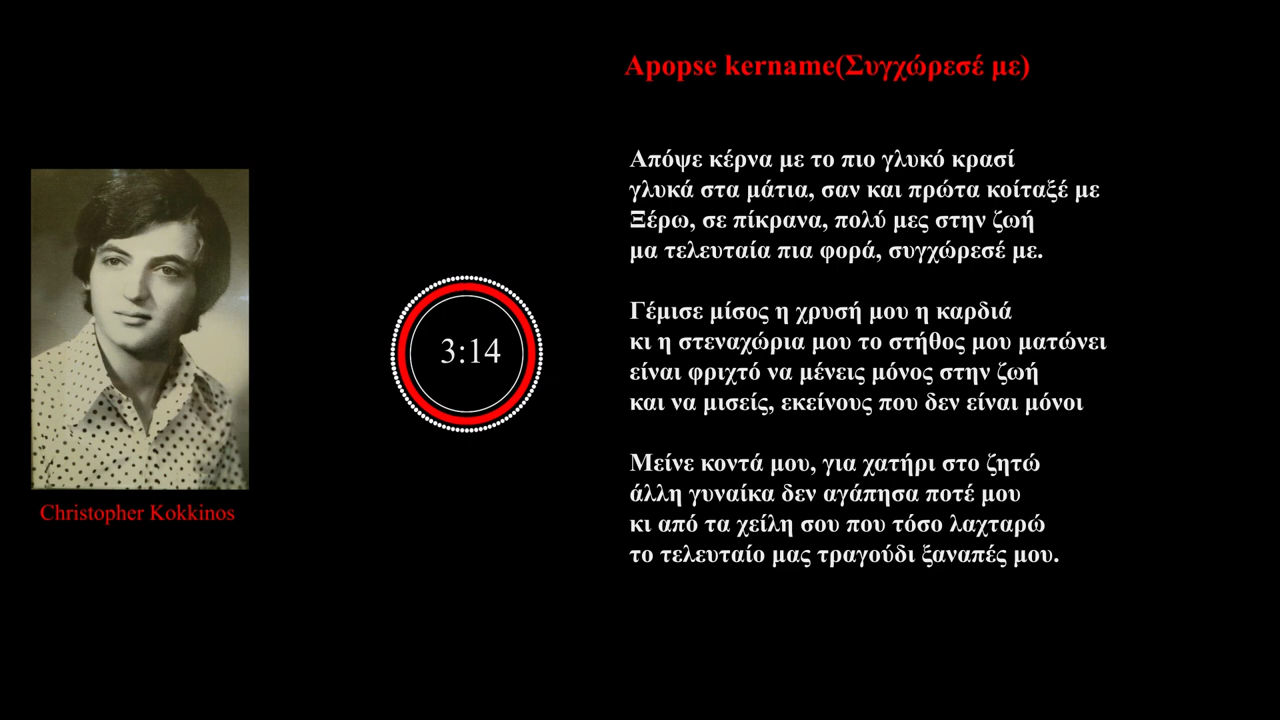 Apopse kername(Συγχώρεσέ με)
Απόψε κέρνα με το πιο γλυκό κρασί
γλυκά στα μάτια, σαν και πρώτα κοίταξέ με
Ξέρω, σε πίκρανα, πολύ μες στην ζωή
μα τελευταία πια φορά, συγχώρεσέ με.
Γέμισε μίσος η χρυσή μου η καρδιά
κι η στεναχώρια μου το στήθος μου ματώνει
είναι φριχτό να μένεις μόνος στην ζωή
και να μισείς, εκείνους που δεν είναι μόνοι
Μείνε κοντά μου, για χατήρι στο ζητώ
άλλη γυναίκα δεν αγάπησα ποτέ μου
κι από τα χείλη σου που τόσο λαχταρώ
το τελευταίο μας τραγούδι ξαναπές μου.
3:14
Christopher Kokkinos